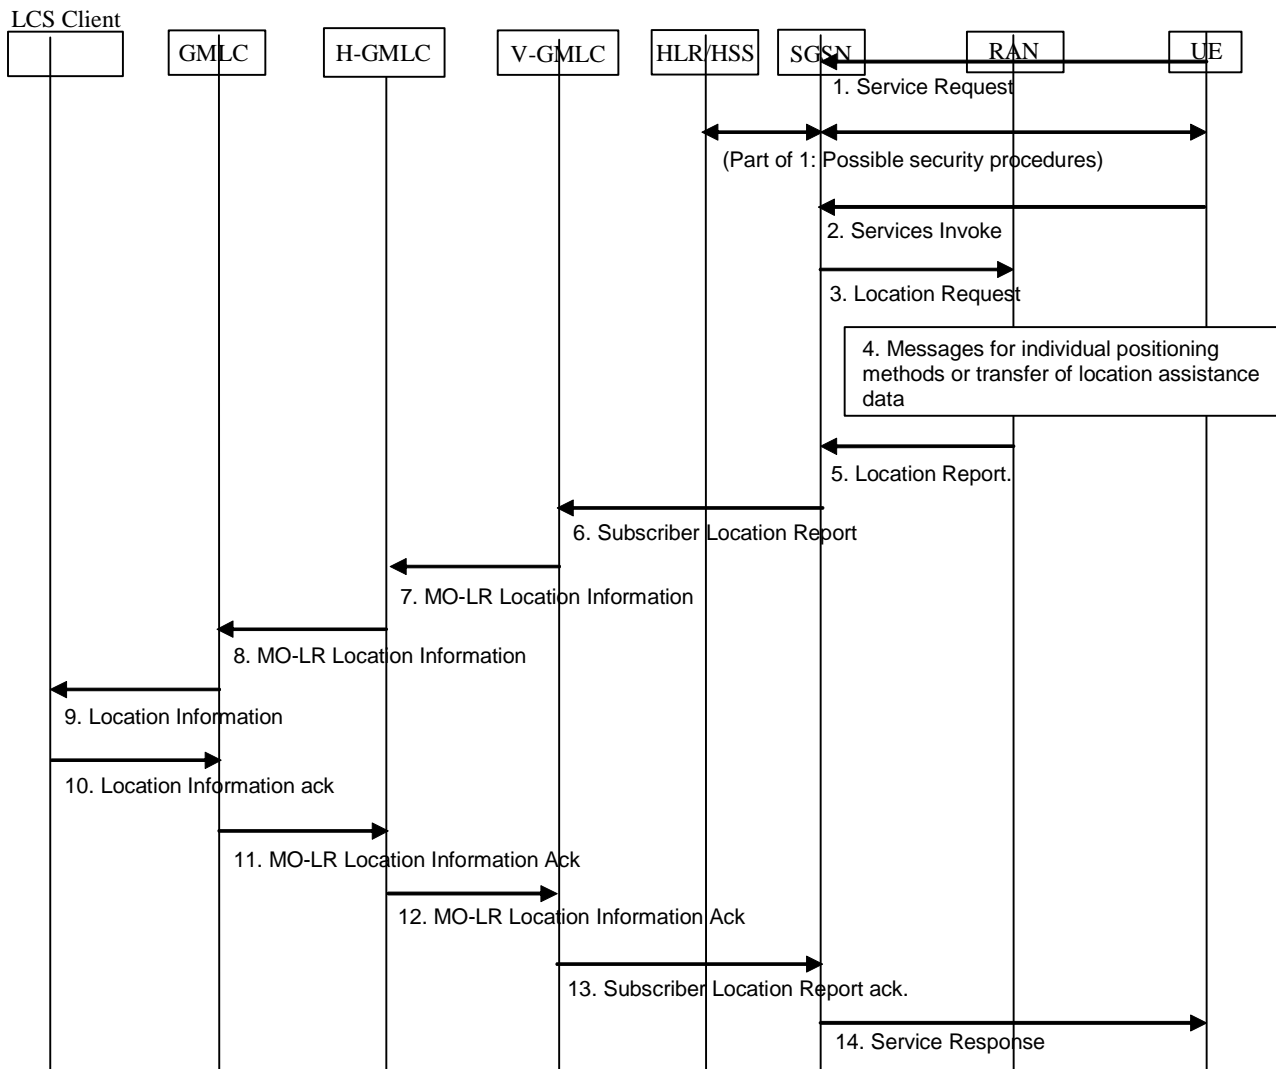 LCS Client
GMLC
H-GMLC
V-GMLC
HLR/HSS
SGSN
RAN
UE
1. Service Request
(Part of 1: Possible security procedures)
2. Services Invoke
3. Location Request
4. Messages for individual positioning
methods or transfer of location assistance
data
5. Location Report.
6. Subscriber Location Report
7. MO-LR Location Information
8. MO-LR Location Information
9. Location Information
10. Location Information ack
11. MO-LR Location Information Ack
12. MO-LR Location Information Ack
13. Subscriber Location Report ack.
14. Service Response